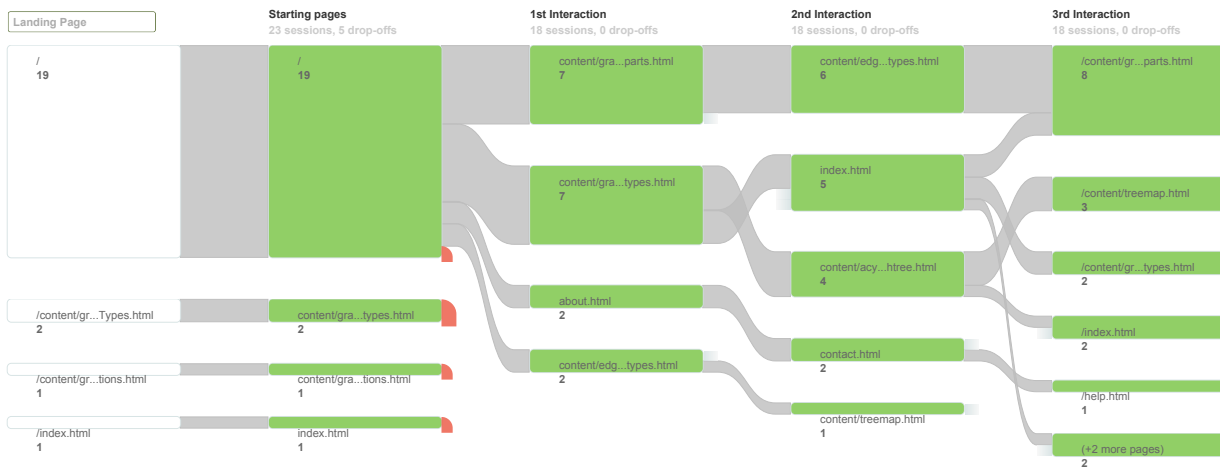 Landing Page
Starting pages
23 sessions, 5 drop-offs
1st Interaction
18 sessions, 0 drop-offs
2nd Interaction
18 sessions, 0 drop-offs
3rd Interaction
18 sessions, 0 drop-offs
/
19
/content/gr...Types.html
2
/content/gr...tions.html
1
/index.html
1
/
19
content/gra...types.html
2
content/gra...tions.html
1
index.html
1
content/gra...parts.html
7
content/gra...types.html
7
about.html
2
content/edg...types.html
2
content/edg...types.html
6
index.html
5
content/acy...htree.html
4
contact.html
2
content/treemap.html
1
/content/gr...parts.html
8
/content/treemap.html
3
/content/gr...types.html
2
/index.html
2
/help.html
1
(+2 more pages)
2